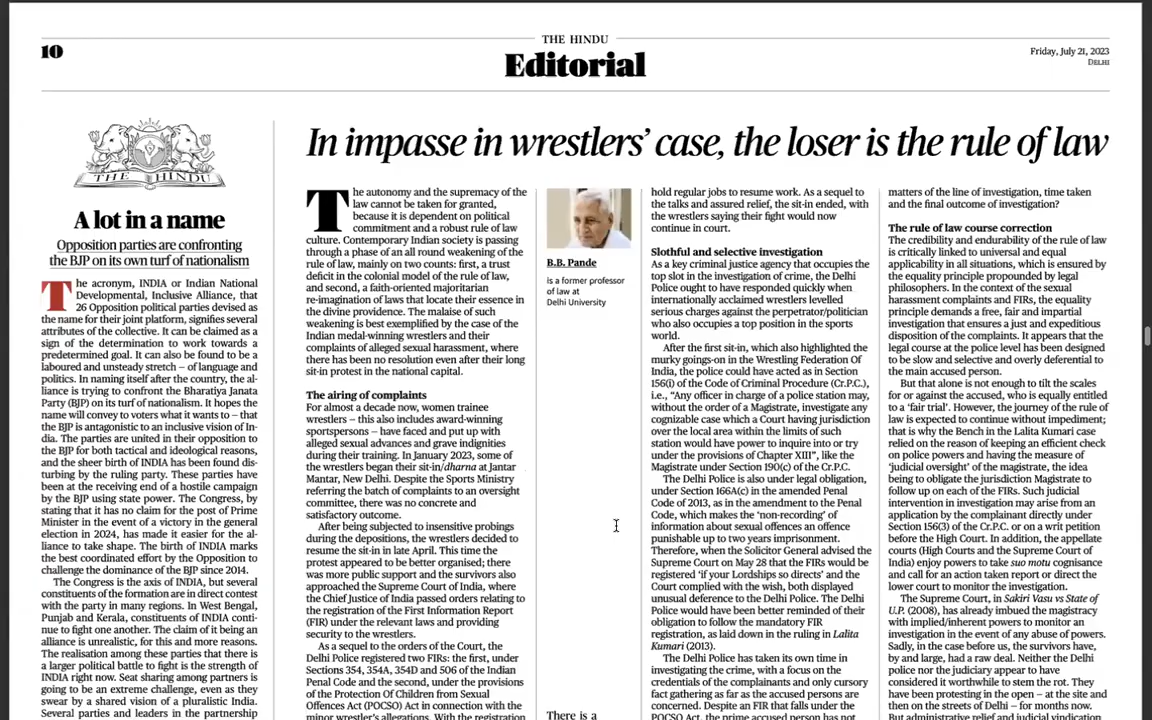 10
THE HINDU
Editorial
Friday, July 21, 2023
DELHI
THE HINDU
A lot in a name
Opposition parties are confronting
the BJP on its own turf of nationalism
The acronym, INDIA or Indian National
Developmental, Inclusive Alliance, that
26 Opposition political parties devised as
the name for their joint platform, signifies several
attributes of the collective. It can be claimed as a
sign of the determination to work towards a
predetermined goal. It can also be found to be a
laboured and unsteady stretch – of language and
politics. In naming itself after the country, the al-
liance is trying to confront the Bharatiya Janata
Party (BJP) on its turf of nationalism. It hopes the
name will convey to voters what it wants to – that
the BJP is antagonistic to an inclusive vision of In-
dia. The parties are united in their opposition to
the BJP for both tactical and ideological reasons,
and the sheer birth of INDIA has been found dis-
turbing by the ruling party. These parties have
been at the receiving end of a hostile campaign
by the BJP using state power. The Congress, by
stating that it has no claim for the post of Prime
Minister in the event of a victory in the general
election in 2024, has made it easier for the al-
liance to take shape. The birth of INDIA marks
the best coordinated effort by the Opposition to
challenge the dominance of the BJP since 2014.
The Congress is the axis of INDIA, but several
constituents of the formation are in direct contest
with the party in many regions. In West Bengal,
Punjab and Kerala, constituents of INDIA conti-
nue to fight one another. The claim of it being an
alliance is unrealistic, for this and more reasons.
The realisation among these parties that there is
a larger political battle to fight is the strength of
INDIA right now. Seat sharing among partners is
going to be an extreme challenge, even as they
swear by a shared vision of a pluralistic India.
Several parties and leaders in the partnership
In impasse in wrestlers’ case, the loser is the rule of law
The autonomy and the supremacy of the
law cannot be taken for granted,
because it is dependent on political
commitment and a robust rule of law
culture. Contemporary Indian society is passing
through a phase of an all round weakening of the
rule of law, mainly on two counts: first, a trust
deficit in the colonial model of the rule of law,
and second, a faith-oriented majoritarian
re-imagination of laws that locate their essence in
the divine providence. The malaise of such
weakening is best exemplified by the case of the
Indian medal-winning wrestlers and their
complaints of alleged sexual harassment, where
there has been no resolution even after their long
sit-in protest in the national capital.
The airing of complaints
For almost a decade now, women trainee
wrestlers – this also includes award-winning
sportspersons – have faced and put up with
alleged sexual advances and grave indignities
during their training. In January 2023, some of
the wrestlers began their sit-in/dharna at Jantar
Mantar, New Delhi. Despite the Sports Ministry
referring the batch of complaints to an oversight
committee, there was no concrete and
satisfactory outcome.
After being subjected to insensitive probings
during the depositions, the wrestlers decided to
resume the sit-in in late April. This time the
protest appeared to be better organised; there
was more public support and the survivors also
approached the Supreme Court of India, where
the Chief Justice of India passed orders relating to
the registration of the First Information Report
(FIR) under the relevant laws and providing
security to the wrestlers.
As a sequel to the orders of the Court, the
Delhi Police registered two FIRs: the first, under
Sections 354, 354A, 354D and 506 of the Indian
Penal Code and the second, under the provisions
of the Protection Of Children from Sexual
Offences Act (POCSO) Act in connection with the
minor wrestler’s allegations. With the registration
B.B. Pande
is a former professor
of law at
Delhi University
There is a
hold regular jobs to resume work. As a sequel to
the talks and assured relief, the sit-in ended, with
the wrestlers saying their fight would now
continue in court.
Slothful and selective investigation
As a key criminal justice agency that occupies the
top slot in the investigation of crime, the Delhi
Police ought to have responded quickly when
internationally acclaimed wrestlers levelled
serious charges against the perpetrator/politician
who also occupies a top position in the sports
world.
After the first sit-in, which also highlighted the
murky goings-on in the Wrestling Federation Of
India, the police could have acted as in Section
156(i) of the Code of Criminal Procedure (Cr.P.C.),
i.e., “Any officer in charge of a police station may,
without the order of a Magistrate, investigate any
cognizable case which a Court having jurisdiction
over the local area within the limits of such
station would have power to inquire into or try
under the provisions of Chapter XIII”, like the
Magistrate under Section 190(c) of the Cr.P.C.
The Delhi Police is also under legal obligation,
under Section 166A(c) in the amended Penal
Code of 2013, as in the amendment to the Penal
Code, which makes the ‘non-recording’ of
information about sexual offences an offence
punishable up to two years imprisonment.
Therefore, when the Solicitor General advised the
Supreme Court on May 28 that the FIRs would be
registered ‘if your Lordships so directs’ and the
Court complied with the wish, both displayed
unusual deference to the Delhi Police. The Delhi
Police would have been better reminded of their
obligation to follow the mandatory FIR
registration, as laid down in the ruling in Lalita
Kumari (2013).
The Delhi Police has taken its own time in
investigating the crime, with a focus on the
credentials of the complainants and only cursory
fact gathering as far as the accused persons are
concerned. Despite an FIR that falls under the
POCSO Act, the prime accused person has not
matters of the line of investigation, time taken
and the final outcome of investigation?
The rule of law course correction
The credibility and endurability of the rule of law
is critically linked to universal and equal
applicability in all situations, which is ensured by
the equality principle propounded by legal
philosophers. In the context of the sexual
harassment complaints and FIRs, the equality
principle demands a free, fair and impartial
investigation that ensures a just and expeditious
disposition of the complaints. It appears that the
legal course at the police level has been designed
to be slow and selective and overly deferential to
the main accused person.
But that alone is not enough to tilt the scales
for or against the accused, who is equally entitled
to a ‘fair trial’. However, the journey of the rule of
law is expected to continue without impediment;
that is why the Bench in the Lalita Kumari case
relied on the reason of keeping an efficient check
on police powers and having the measure of
‘judicial oversight’ of the magistrate, the idea
being to obligate the jurisdiction Magistrate to
follow up on each of the FIRs. Such judicial
intervention in investigation may arise from an
application by the complainant directly under
Section 156(3) of the Cr.P.C. or on a writ petition
before the High Court. In addition, the appellate
courts (High Courts and the Supreme Court of
India) enjoy powers to take suo motu cognisance
and call for an action taken report or direct the
lower court to monitor the investigation.
The Supreme Court, in Sakiri Vasu vs State of
U.P. (2008), has already imbued the magistracy
with implied/inherent powers to monitor an
investigation in the event of any abuse of powers.
Sadly, in the case before us, the survivors have,
by and large, had a raw deal. Neither the Delhi
police nor the judiciary appear to have
considered it worthwhile to stem the rot. They
have been protesting in the open – at the site and
then on the streets of Delhi – for months now.
But administrative relief and judicial vindication